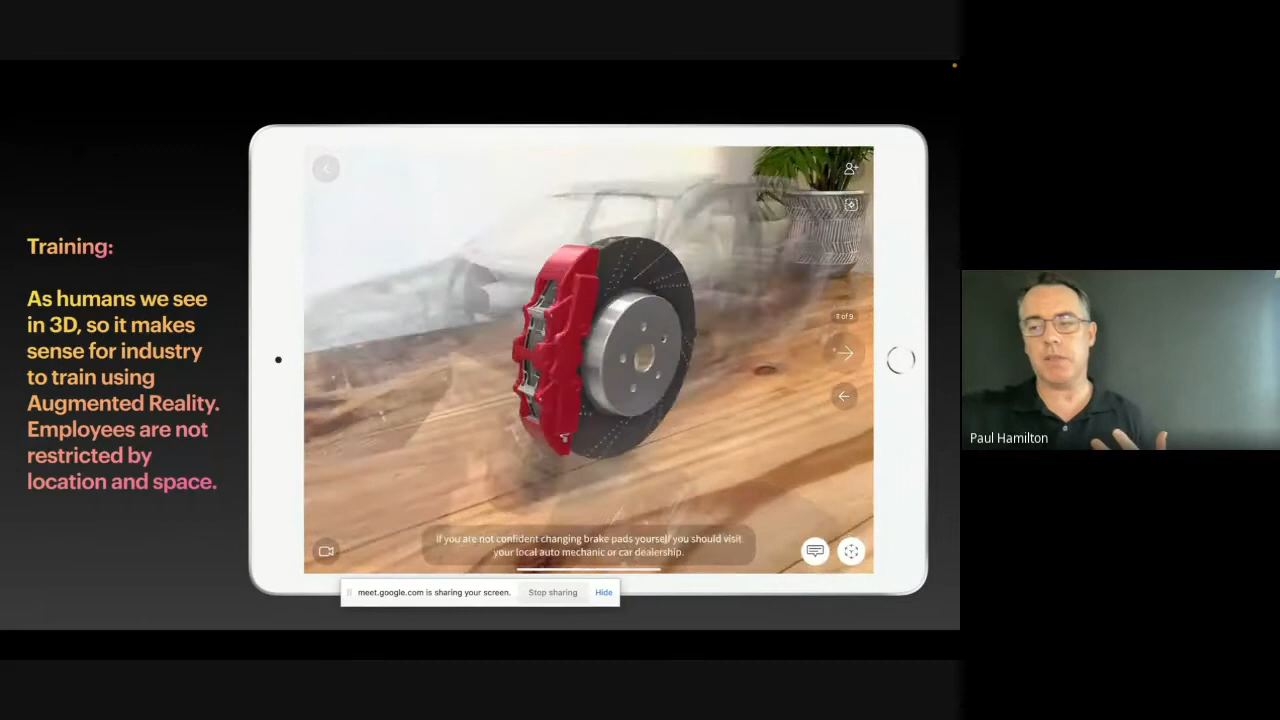 Training:
As humans we see
in 3D, so it makes
sense for industry
to train using
Augmented Reality.
Employees are not
restricted by
location and space.
8 of 9
If you are not confident changing brake pads yourself you should visit
your local auto mechanic or car dealership.
meet.google.com is sharing your screen.
Stop sharing
Hide
Paul Hamilton